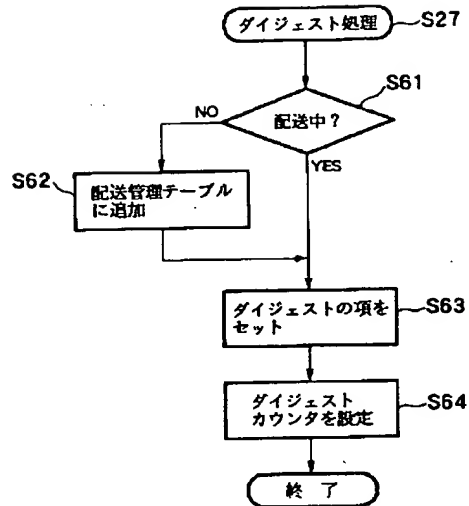 ダイジェスト処理
S27
S61
配送中？
NO
YES
S62
配送管理テーブル
に追加
ダイジェストの項を
セット
S63
ダイジェスト
カウンタを設定
S64
終了